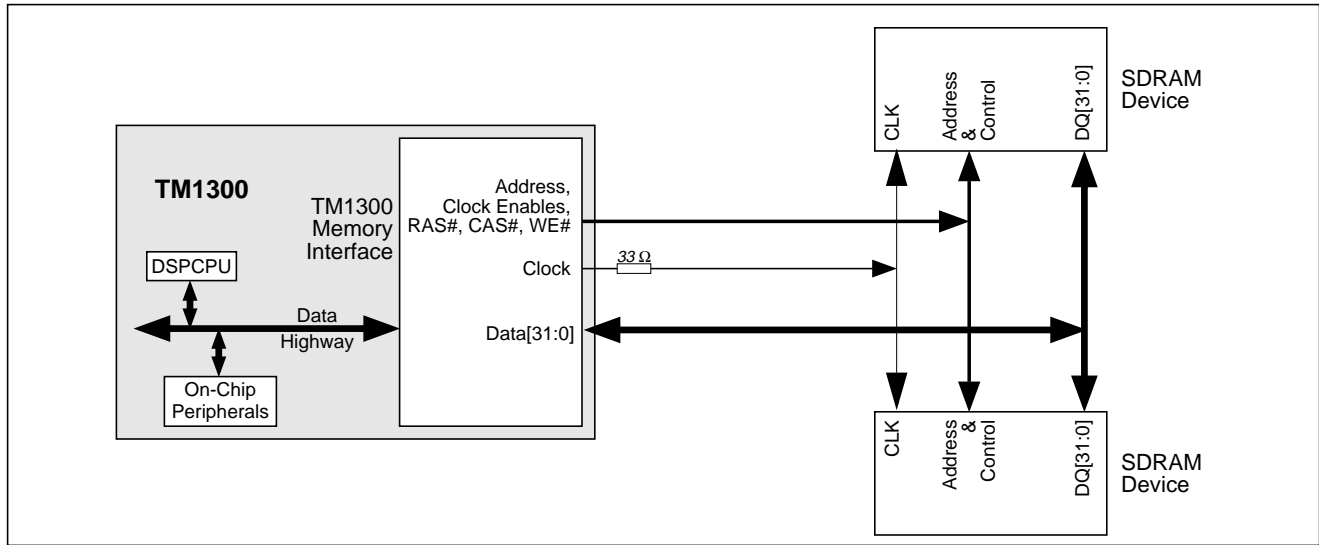 CLK
Address
& Control
DQ[31:0]
SDRAM
Device
TM1300
TM1300
Memory
Interface
Address,
Clock Enables,
RAS#, CAS#, WE#
33 Ω
Clock
DSPCPU
Data
Highway
Data[31:0]
On-Chip
Peripherals
CLK
Address
& Control
DQ[31:0]
SDRAM
Device